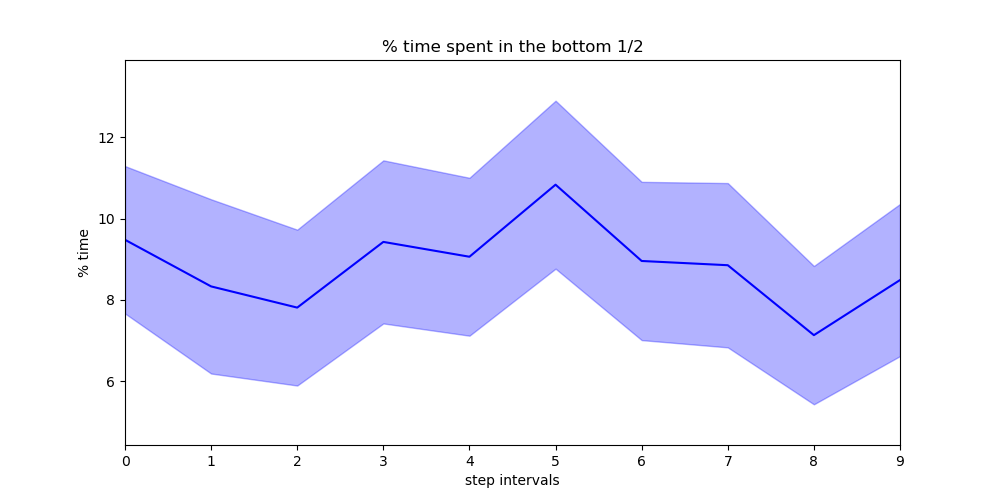 % time spent in the bottom 1/2
% time
12
10
8
6
0 1 2 3 4 5 6 7 8 9
step intervals